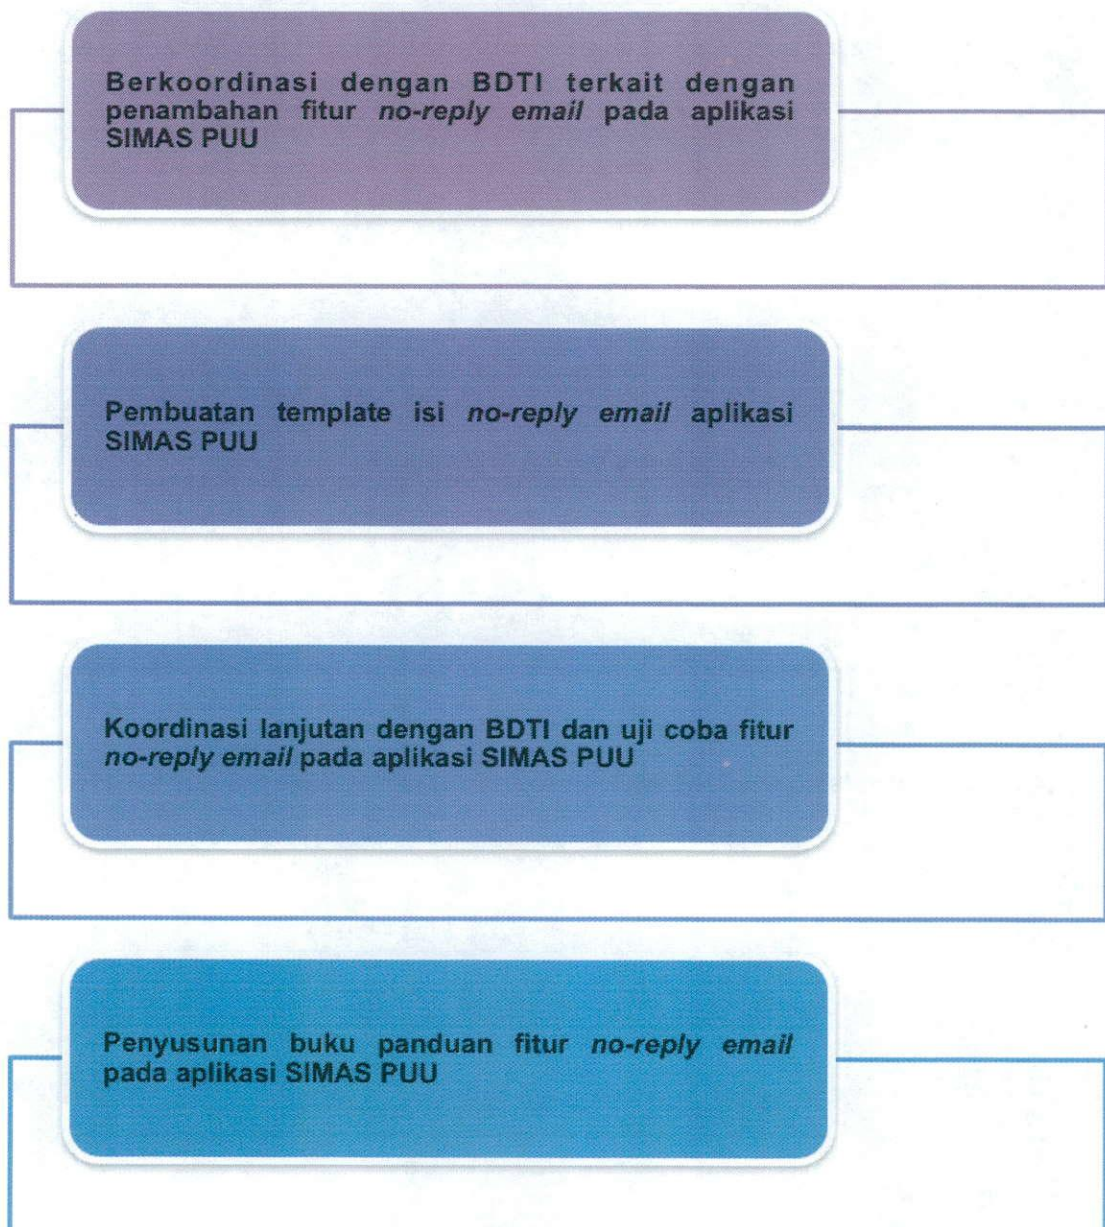 Berkoordinasi dengan BDTI terkait dengan
penambahan fitur no-reply email pada aplikasi
SIMAS PUU
Pembuatan template isi no-reply email aplikasi
SIMAS PUU
Koordinasi lanjutan dengan BDTI dan uji coba fitur
no-reply email pada aplikasi SIMAS PUU
Penyusunan buku panduan fitur no-reply email
pada aplikasi SIMAS PUU